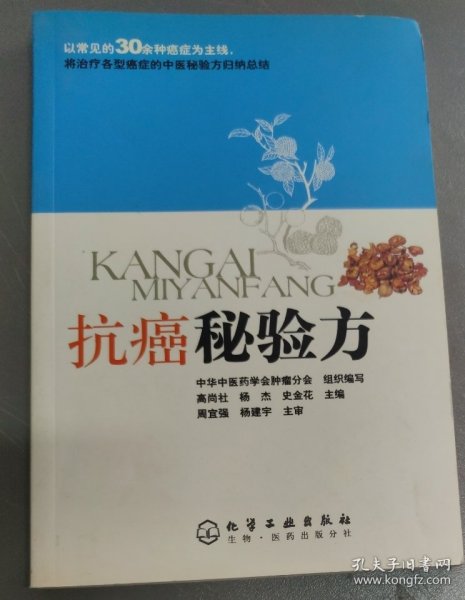 以常见的30余种癌症为主线，
将治疗各型癌症的中医秘验方归纳总结
KANGAI
MIYANFANG
抗癌秘验方
中华中医药学会肿瘤分会 组织编写
高尚社 杨杰 史金花 主编
周宜强 杨建宇 主审
化学工业出版社
生物·医药出版分社
孔夫子旧书网
www.kongfz.com